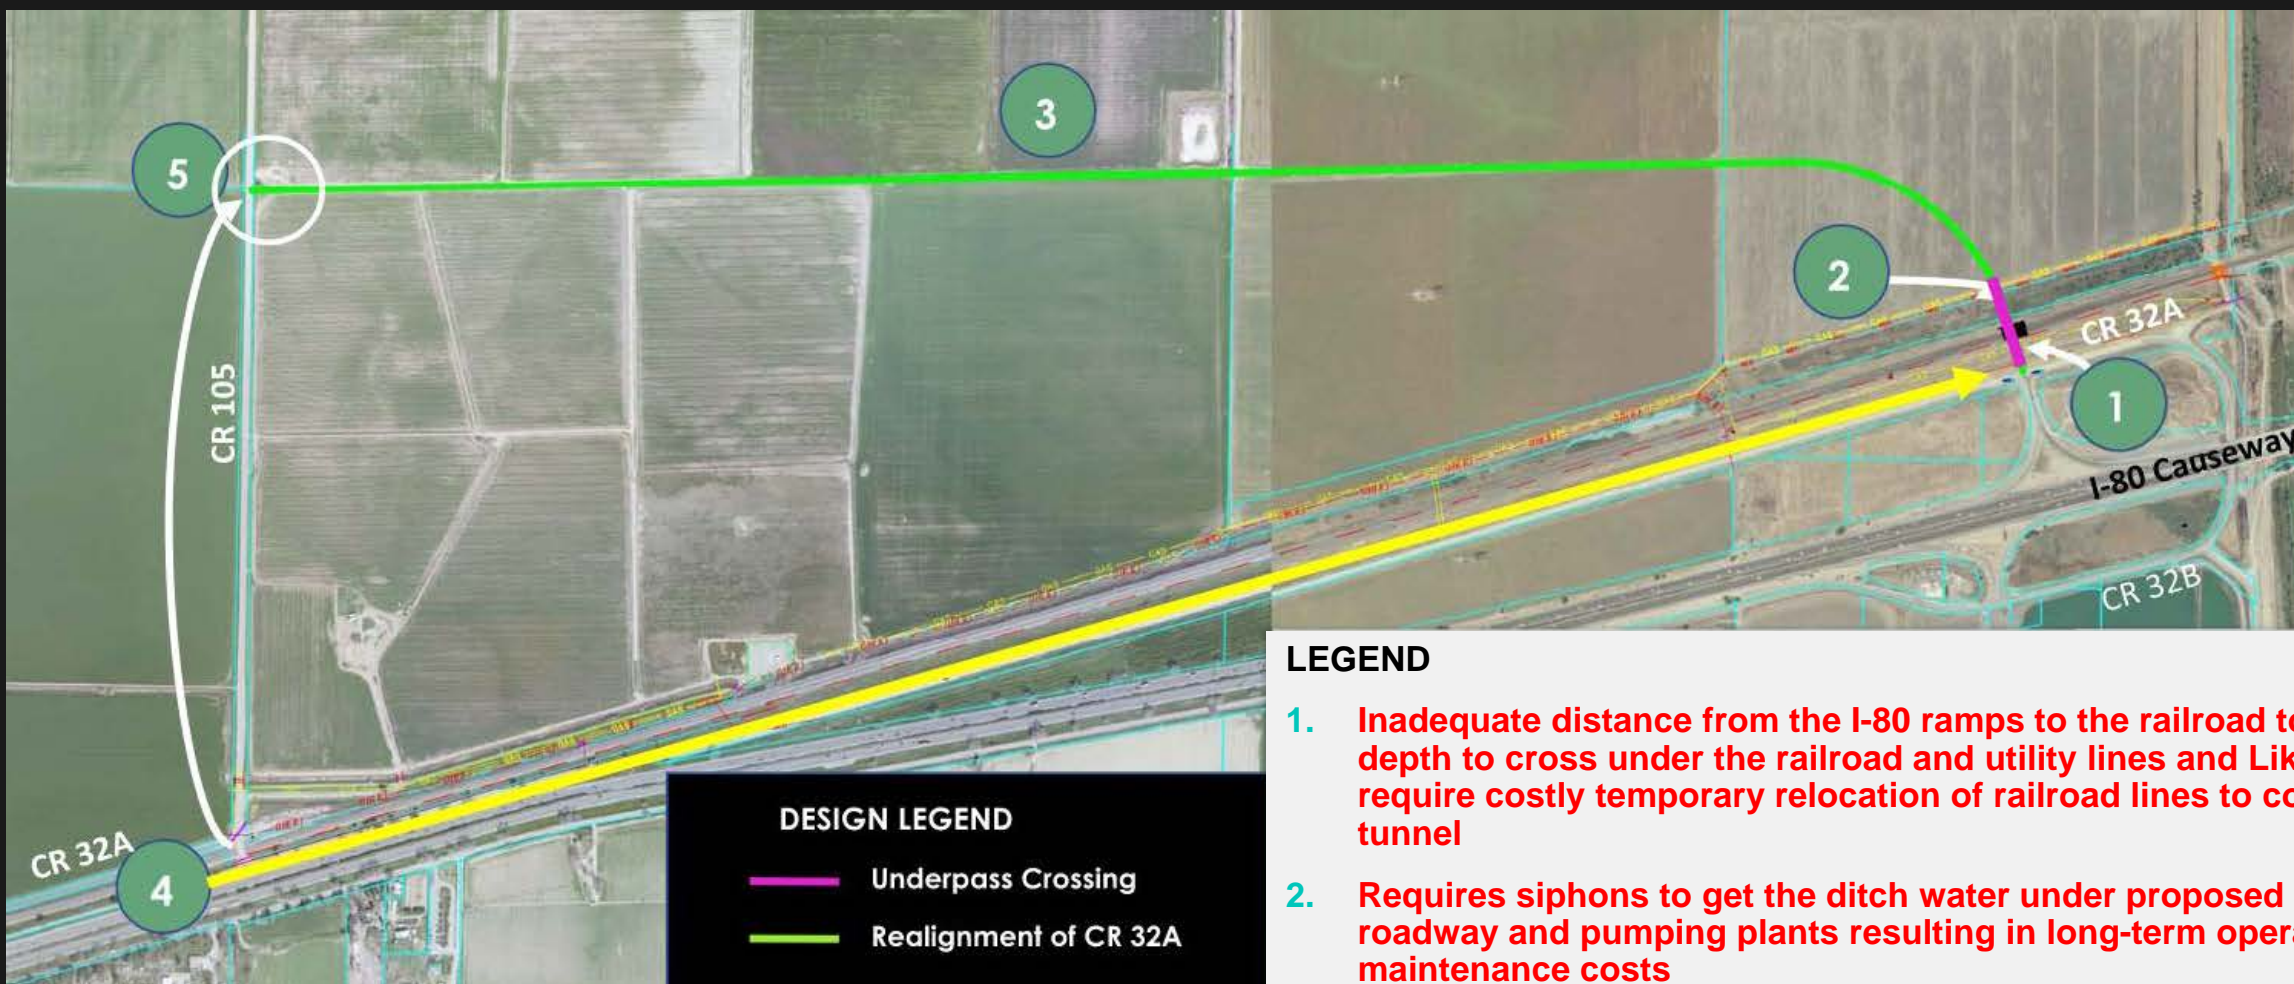 3
5
2
CR 32A
1
CR 105
I-80 Causeway
CR 32B
CR 32A
4
DESIGN LEGEND
Underpass Crossing
Realignment of CR 32A
LEGEND
1. Inadequate distance from the I-80 ramps to the railroad
depth to cross under the railroad and utility lines and
require costly temporary relocation of railroad lines to
tunnel
2. Requires siphons to get the ditch water under proposed
roadway and pumping plants resulting in long-term
maintenance costs